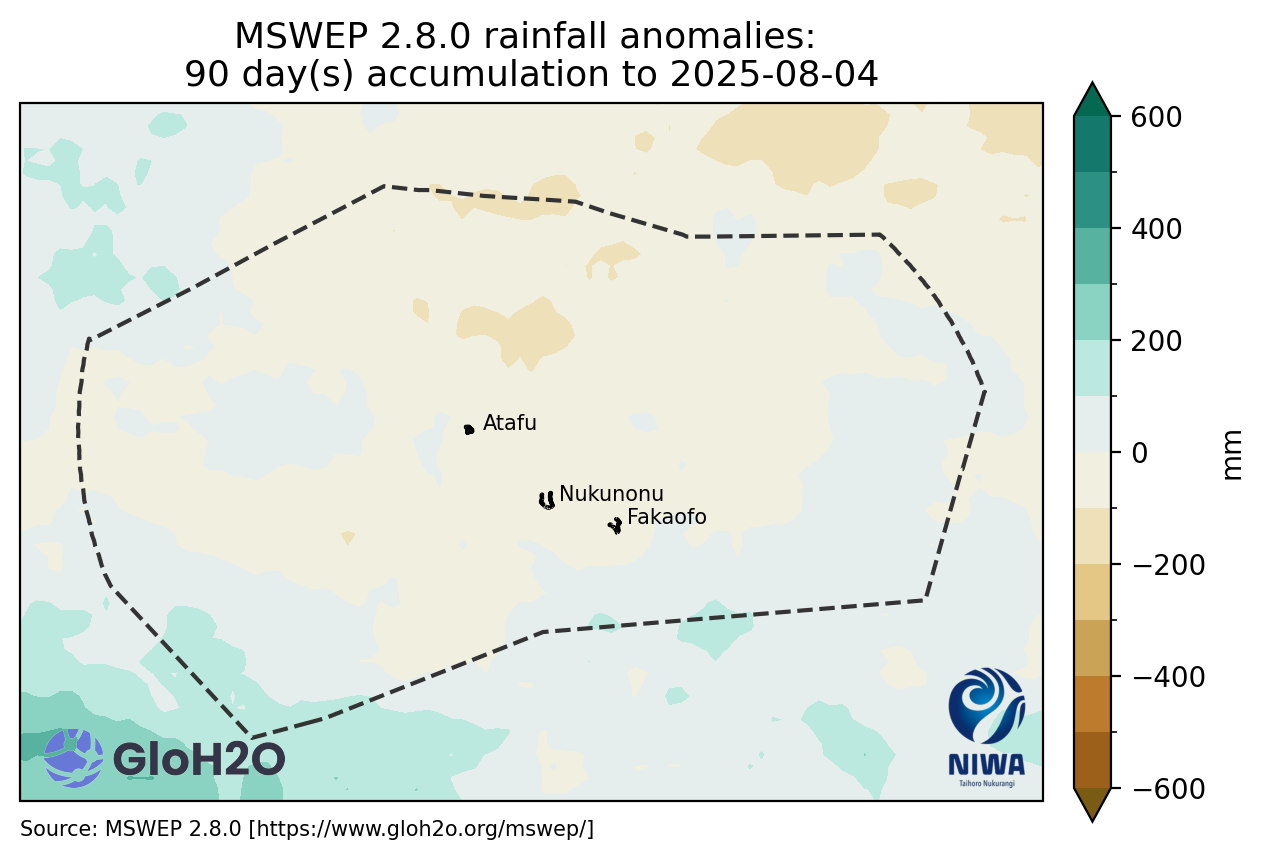 MSWEP 2.8.0 rainfall anomalies:
90 day(s) accumulation to 2025-08-04
600
400
200
0
−200
−400
−600
mm
Atafu
Nukunonu
Fakaofo
GloH2O
NIWA
Taihoro Nukurangi
Source: MSWEP 2.8.0 [https://www.gloh2o.org/mswep/]